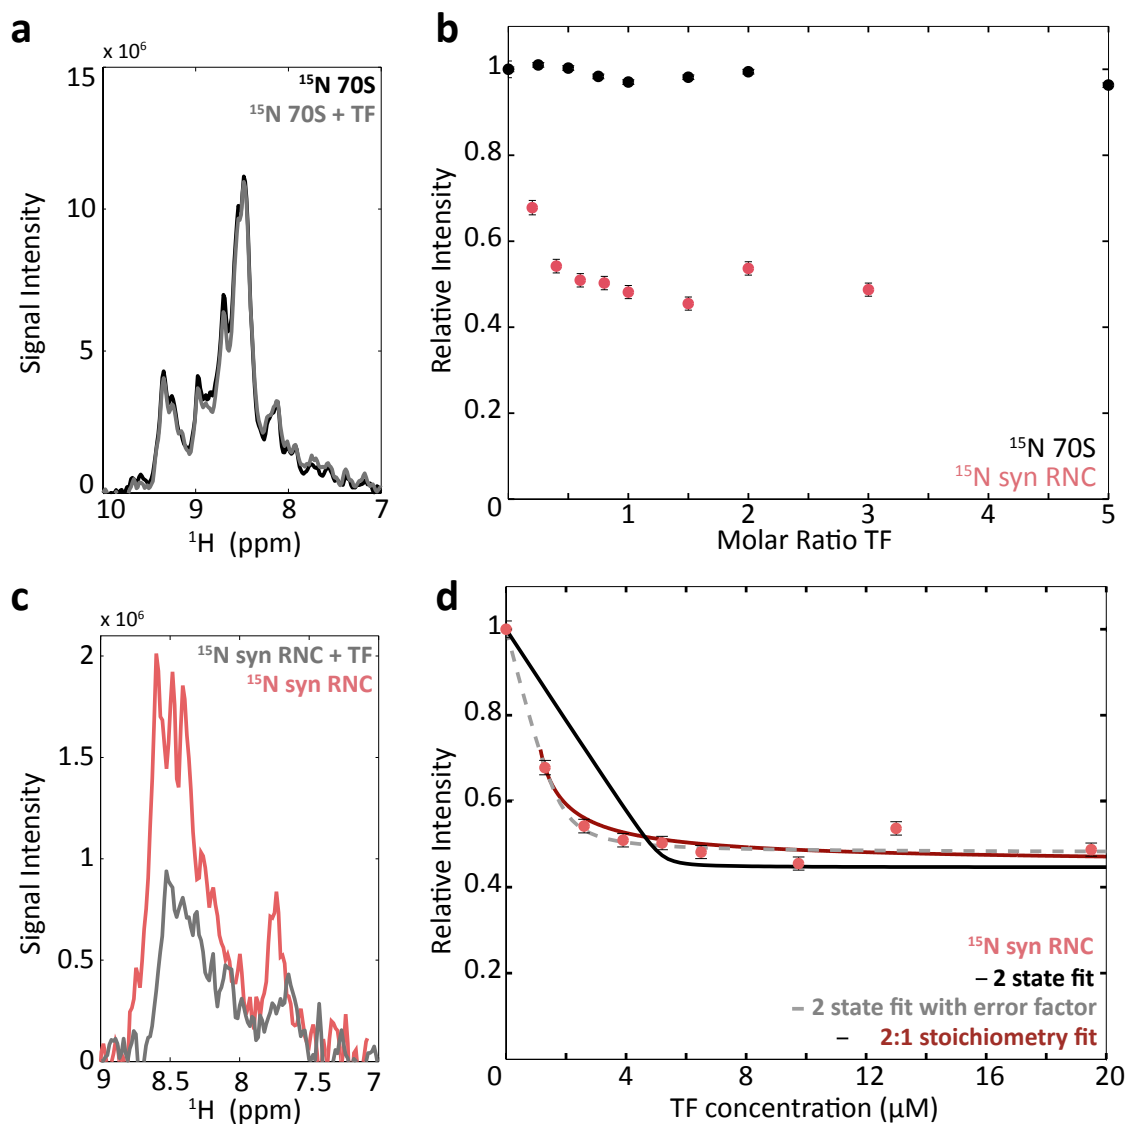 a
x 10⁶
15
10
5
0
10
9
8
7
Signal Intensity
¹H (ppm)
¹⁵N 70S
¹⁵N 70S + TF
b
1
0.8
0.6
0.4
0.2
0
1
2
3
4
5
Relative Intensity
Molar Ratio TF
¹⁵N 70S
¹⁵N syn RNC
c
x 10⁶
2
1.5
1
0.5
0
9
8.5
8
7.5
7
Signal Intensity
¹H (ppm)
¹⁵N syn RNC + TF
¹⁵N syn RNC
d
1
0.8
0.6
0.4
0.2
0
4
8
12
16
20
Relative Intensity
TF concentration (μM)
¹⁵N syn RNC
– 2 state fit
– 2 state fit with error factor
– 2:1 stoichiometry fit